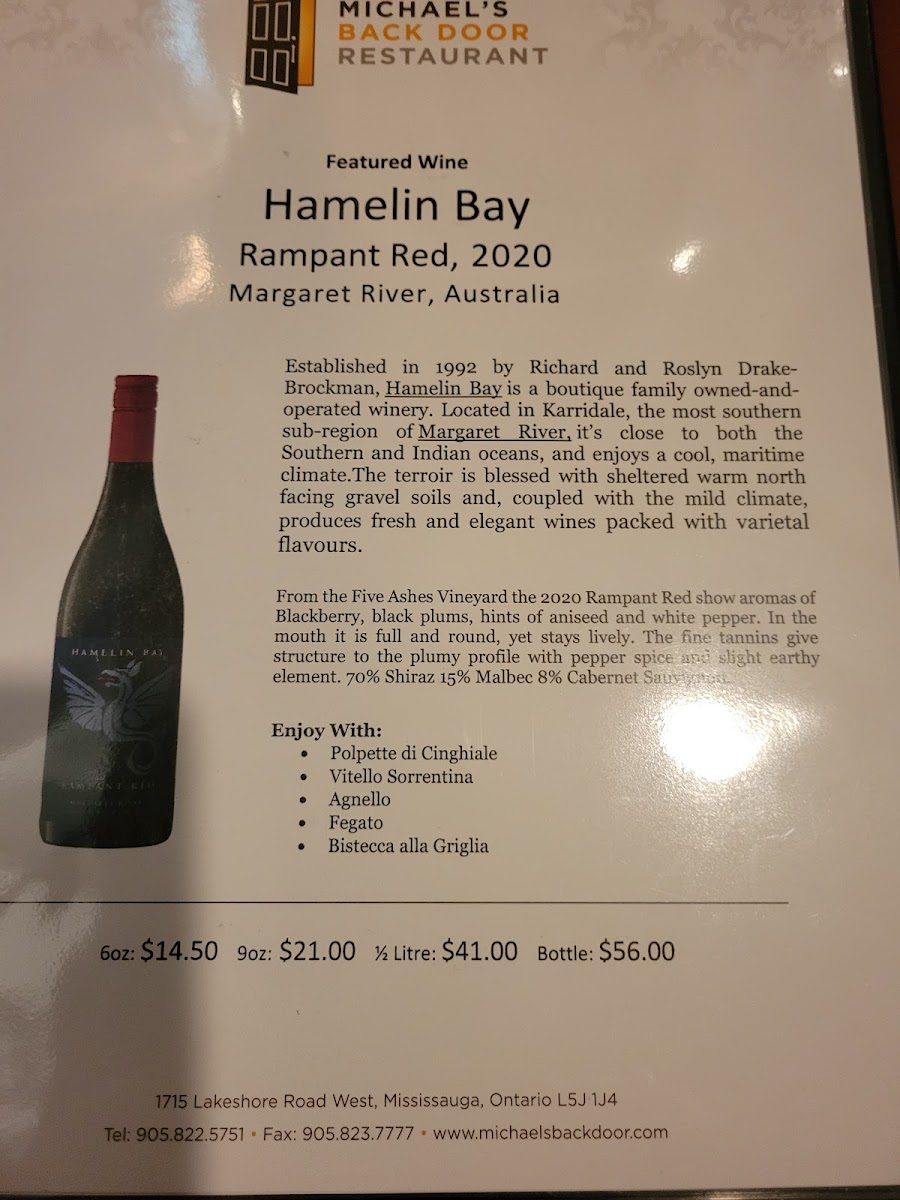 MICHAEL'S
BACK DOOR
RESTAURANT
Featured Wine
Hamelin Bay
Rampant Red, 2020
Margaret River, Australia
Established in 1992 by Richard and Roslyn Drake-
Brockman, Hamelin Bay is a boutique family owned-and-
operated winery. Located in Karridale, the most southern
sub-region of Margaret River, it's close to both the
Southern and Indian oceans, and enjoys a cool, maritime
climate.The terroir is blessed with sheltered warm north
facing gravel soils and, coupled with the mild climate,
produces fresh and elegant wines packed with varietal
flavours.
From the Five Ashes Vineyard the 2020 Rampant Red show aromas of
Blackberry, black plums, hints of aniseed and white pepper. In the
mouth it is full and round, yet stays lively. The fine tannins give
structure to the plumy profile with pepper spice and slight earthy
element. 70% Shiraz 15% Malbec 8% Cabernet Sauvignon
HAMELIN BAY
RAMPANT RED
Enjoy With:
• Polpette di Cinghiale
• Vitello Sorrentina
• Agnello
• Fegato
• Bistecca alla Griglia
6oz: $14.50 9oz: $21.00 ½ Litre: $41.00 Bottle: $56.00
1715 Lakeshore Road West, Mississauga, Ontario L5J 1J4
Tel: 905.822.5751 • Fax: 905.823.7777 • www.michaelsbackdoor.com